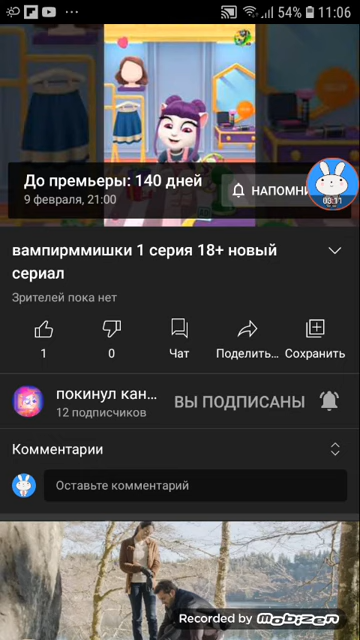 54% 11:06
До премьеры: 140 дней
9 февраля, 21:00
НАПОМНИ
03:11
вампирммишки 1 серия 18+ новый
сериал
Зрителей пока нет
1 0 Чат Поделить... Сохранить
покинул кан... ВЫ ПОДПИСАНЫ
12 подписчиков
Комментарии
Оставьте комментарий
Recorded by MOBIZEN